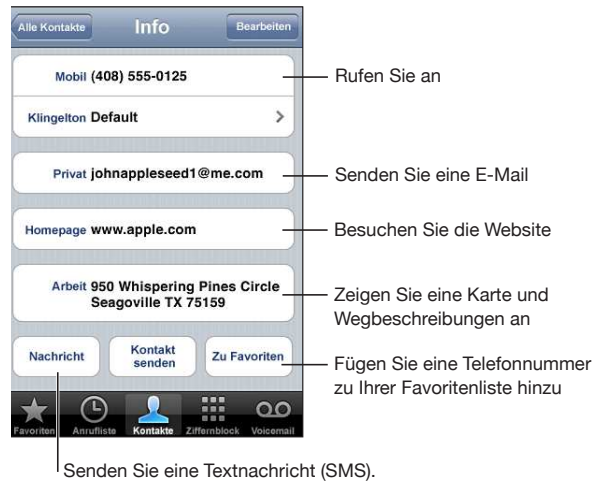 Alle Kontakte
Info
Bearbeiten
Mobil (408) 555-0125
Rufen Sie an
Klingelton Default
Privat johnappleseed1@me.com
Senden Sie eine E-Mail
Homepage www.apple.com
Besuchen Sie die Website
Arbeit 950 Whispering Pines Circle
Seagoville TX 75159
Zeigen Sie eine Karte und
Wegbeschreibungen an
Nachricht
Kontakt
senden
Zu Favoriten
Fügen Sie eine Telefonnummer
zu Ihrer Favoritenliste hinzu
Favoriten
Anrufliste
Kontakte
Ziffernblock
Voicemail
Senden Sie eine Textnachricht (SMS).